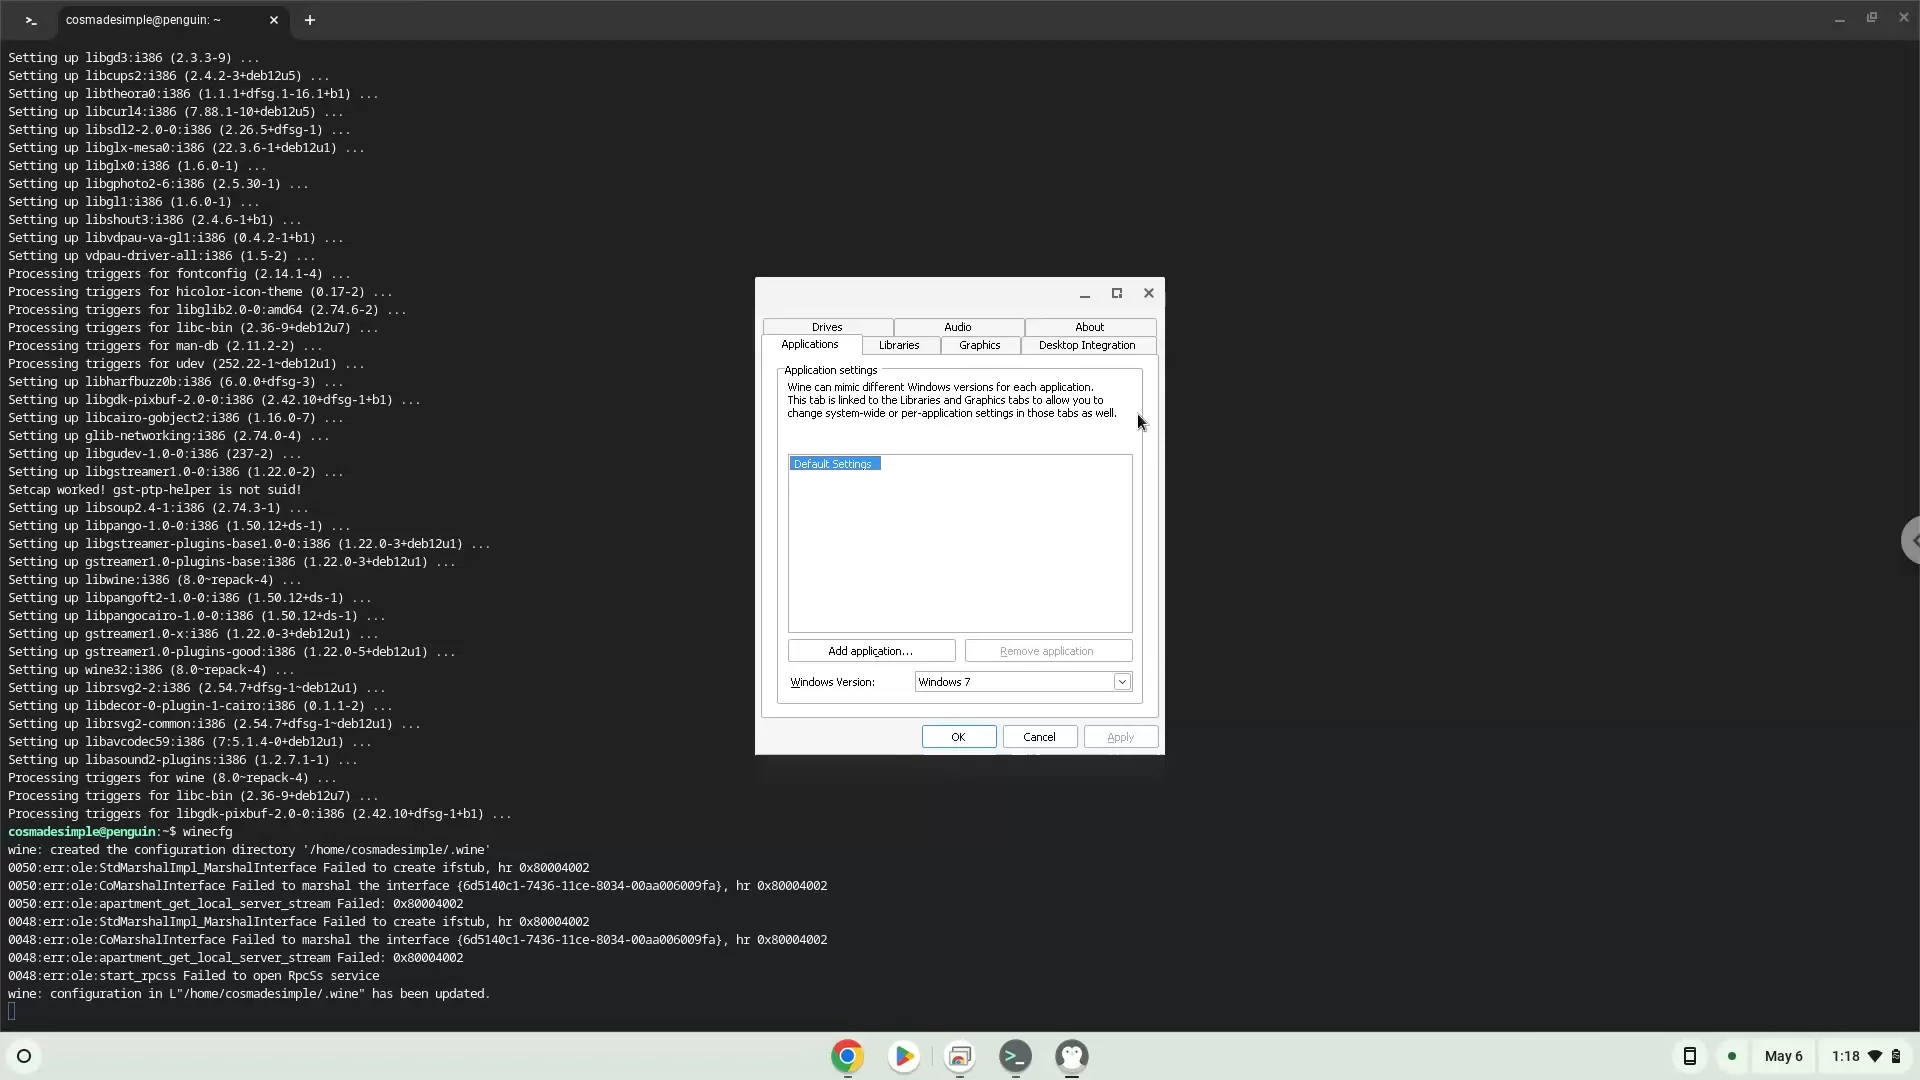 cosmadesimple@penguin: ~
Setting up libgd3:i386 (2.3.3-9) ...
Setting up libcups2:i386 (2.4.2-3+deb12u5) ...
Setting up libtheora0:i386 (1.1.1+dfsg.1-16.1+b1) ...
Setting up libcurl4:i386 (7.88.1-10+deb12u5) ...
Setting up libsdl2-2.0-0:i386 (2.26.5+dfsg-1) ...
Setting up libglx-mesa0:i386 (22.3.6-1+deb12u1) ...
Setting up libglx0:i386 (1.6.0-1) ...
Setting up libgphoto2-6:i386 (2.5.30-1) ...
Setting up libgl1:i386 (1.6.0-1) ...
Setting up libshout3:i386 (2.4.6-1+b1) ...
Setting up libvdpau-va-gl1:i386 (0.4.2-1+b1) ...
Setting up vdpau-driver-all:i386 (1.5-2) ...
Processing triggers for fontconfig (2.14.1-4) ...
Processing triggers for hicolor-icon-theme (0.17-2) ...
Processing triggers for libglib2.0-0:amd64 (2.74.6-2) ...
Processing triggers for libc-bin (2.36-9+deb12u7) ...
Processing triggers for man-db (2.11.2-2) ...
Processing triggers for udev (252.22-1~deb12u1) ...
Setting up libharfbuzz0b:i386 (6.0.0+dfsg-3) ...
Setting up libgdk-pixbuf-2.0-0:i386 (2.42.10+dfsg-1+b1) ...
Setting up libcairo-gobject2:i386 (1.16.0-7) ...
Setting up glib-networking:i386 (2.74.0-4) ...
Setting up libgudev-1.0-0:i386 (237-2) ...
Setting up libgstreamer1.0-0:i386 (1.22.0-2) ...
Setcap worked! gst-ptp-helper is not suid!
Setting up libsoup2.4-1:i386 (2.74.3-1) ...
Setting up libpango-1.0-0:i386 (1.50.12+ds-1) ...
Setting up libgstreamer-plugins-base1.0-0:i386 (1.22.0-3+deb12u1) ...
Setting up gstreamer1.0-plugins-base:i386 (1.22.0-3+deb12u1) ...
Setting up libwine:i386 (8.0~repack-4) ...
Setting up libpangoft2-1.0-0:i386 (1.50.12+ds-1) ...
Setting up libpangocairo-1.0-0:i386 (1.50.12+ds-1) ...
Setting up gstreamer1.0-x:i386 (1.22.0-3+deb12u1) ...
Setting up gstreamer1.0-plugins-good:i386 (1.22.0-5+deb12u1) ...
Setting up wine32:i386 (8.0~repack-4) ...
Setting up librsvg2-2:i386 (2.54.7+dfsg-1~deb12u1) ...
Setting up libdecor-0-plugin-1-cairo:i386 (0.1.1-2) ...
Setting up librsvg2-common:i386 (2.54.7+dfsg-1~deb12u1) ...
Setting up libavcodec59:i386 (7:5.1.4-0+deb12u1) ...
Setting up libasound2-plugins:i386 (1.2.7.1-1) ...
Processing triggers for wine (8.0~repack-4) ...
Processing triggers for libc-bin (2.36-9+deb12u7) ...
Processing triggers for libgdk-pixbuf-2.0-0:i386 (2.42.10+dfsg-1+b1) ...
cosmadesimple@penguin:~$ winecfg
wine: created the configuration directory '/home/cosmadesimple/.wine'
0050:err:ole:StdMarshalImpl_MarshalInterface Failed to create ifstub, hr 0x80004002
0050:err:ole:CoMarshalInterface Failed to marshal the interface {6d5140c1-7436-11ce-8034-00aa006009fa}, hr 0x80004002
0050:err:ole:apartment_get_local_server_stream Failed: 0x80004002
0048:err:ole:StdMarshalImpl_MarshalInterface Failed to create ifstub, hr 0x80004002
0048:err:ole:CoMarshalInterface Failed to marshal the interface {6d5140c1-7436-11ce-8034-00aa006009fa}, hr 0x80004002
0048:err:ole:apartment_get_local_server_stream Failed: 0x80004002
0048:err:ole:start_rpcss Failed to open RpcSs service
wine: configuration in L"/home/cosmadesimple/.wine" has been updated.
Drives Audio About
Applications Libraries Graphics Desktop Integration
Application settings
Wine can mimic different Windows versions for each application.
This tab is linked to the Libraries and Graphics tabs to allow you to
change system-wide or per-application settings in those tabs as well.
Default Settings
Add application... Remove application
Windows Version: Windows 7
OK Cancel Apply
May 6 1:18